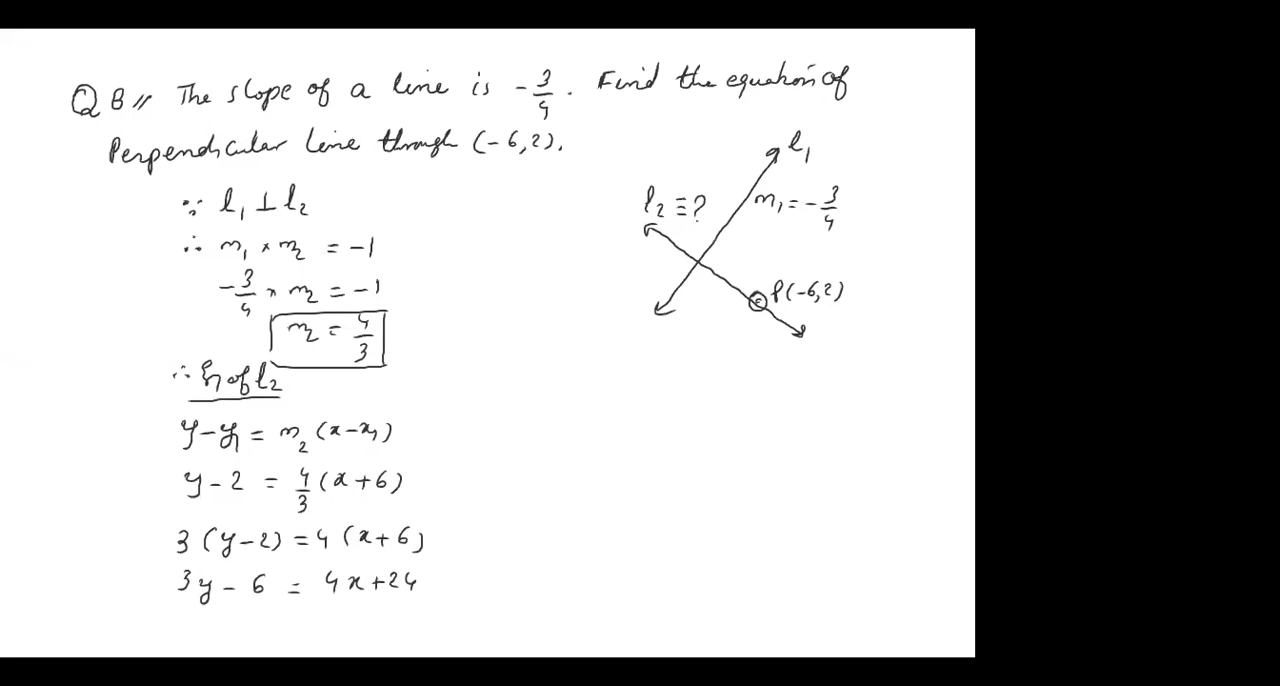 Q 8// The slope of a line is -3/4. Find the equation of
Perpendicular line through (-6,2).
∵ l₁ ⊥ l₂
∴ m₁ × m₂ = -1
-3/4 × m₂ = -1
m₂ = 4/3
∴ Eq of l₂
y-y₁ = m₂ (x-x₁)
y-2 = 4/3 (x+6)
3 (y-2) = 4 (x+6)
3y - 6 = 4x+24
l₁
l₂ ≡ ?
m₁ = -3/4
P(-6,2)